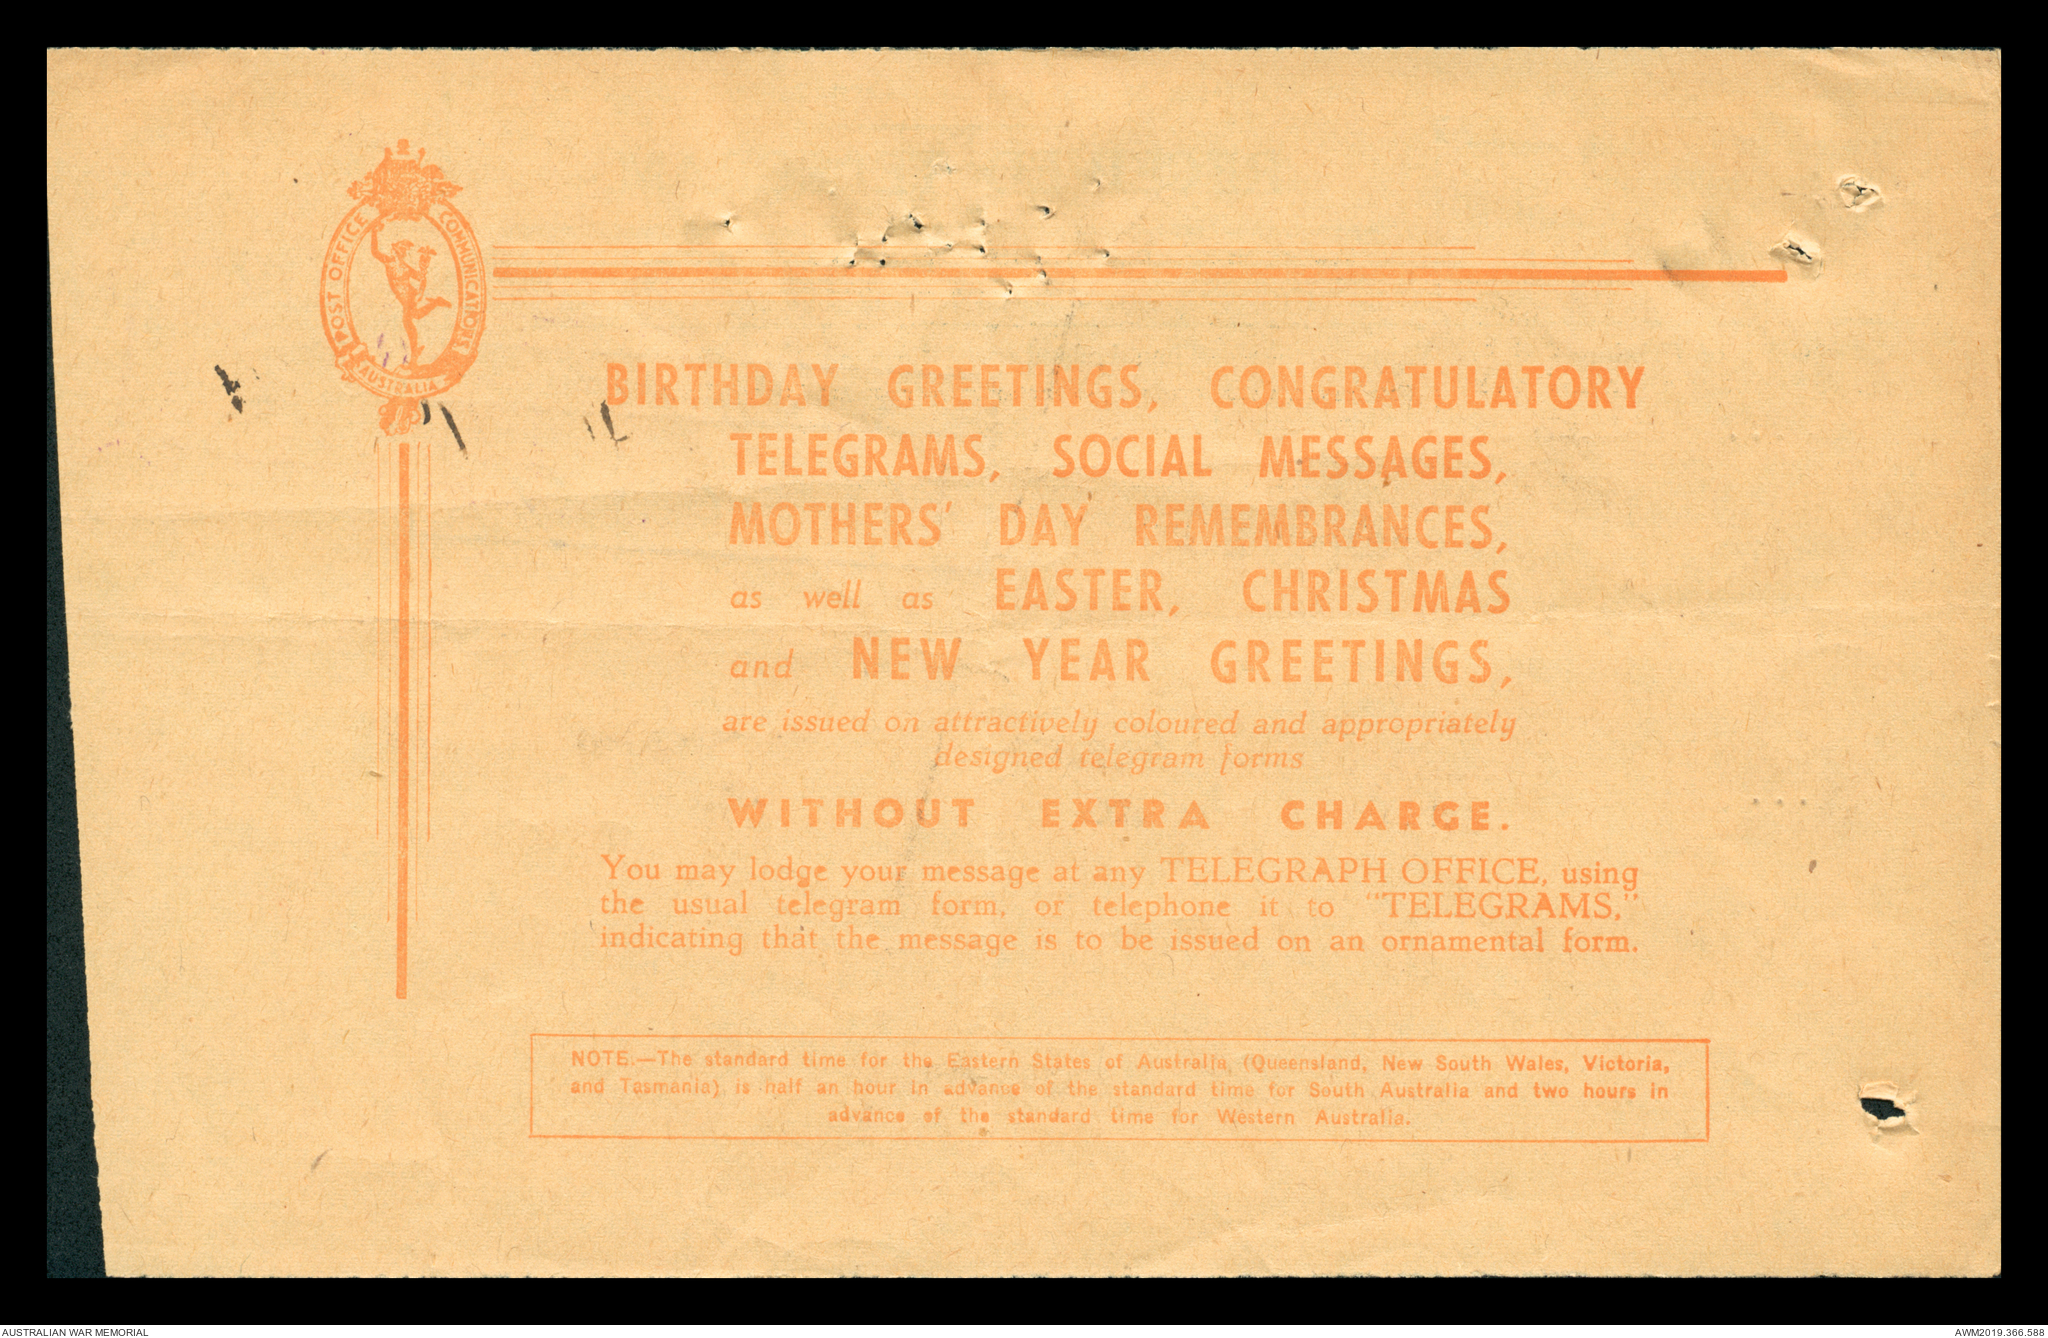 POST OFFICE COMMUNICATIONS
AUSTRALIA
BIRTHDAY GREETINGS, CONGRATULATORY
TELEGRAMS, SOCIAL MESSAGES,
MOTHERS' DAY REMEMBRANCES,
as well as EASTER, CHRISTMAS
and NEW YEAR GREETINGS,
are issued on attractively coloured and appropriately
designed telegram forms
WITHOUT EXTRA CHARGE.
You may lodge your message at any TELEGRAPH OFFICE, using
the usual telegram form, or telephone it to "TELEGRAMS,"
indicating that the message is to be issued on an ornamental form.
NOTE.—The standard time for the Eastern States of Australia (Queensland, New South Wales, Victoria,
and Tasmania) is half an hour in advance of the standard time for South Australia and two hours in
advance of the standard time for Western Australia.
AUSTRALIAN WAR MEMORIAL
AWM2019.366.588